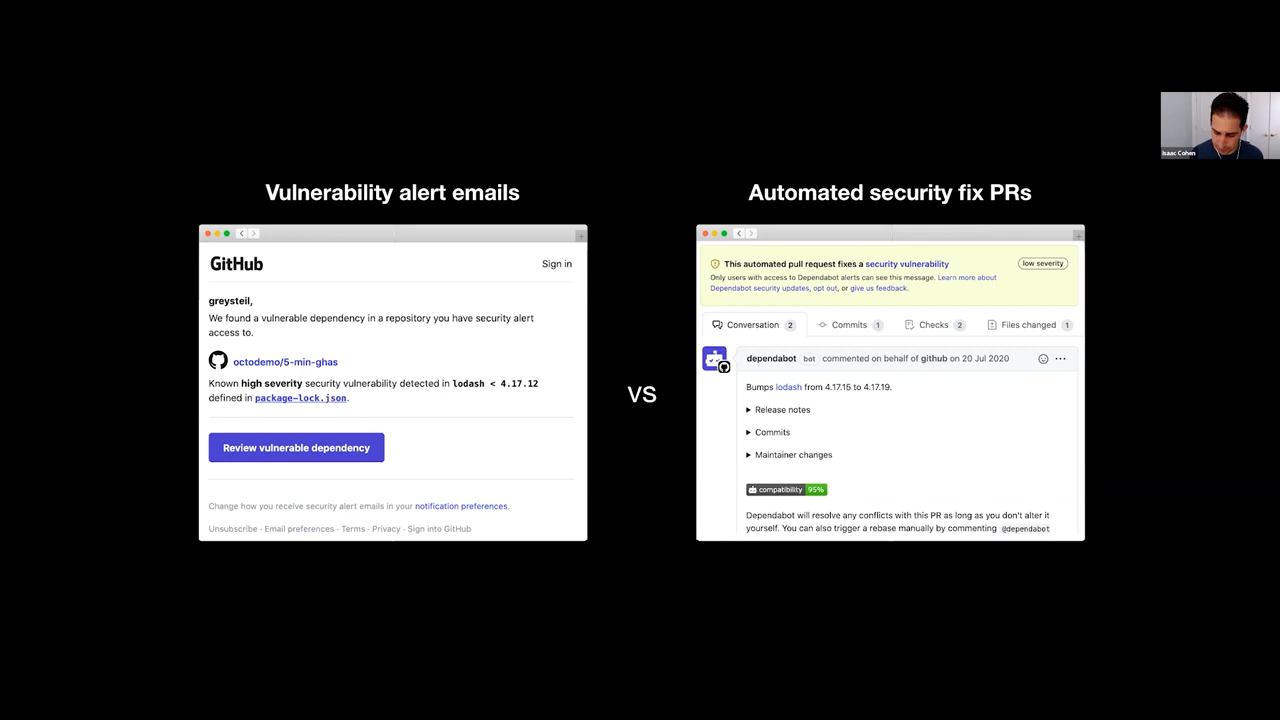 Isaac Cohen
Vulnerability alert emails
GitHub
Sign in
greysteil,
We found a vulnerable dependency in a repository you have security alert
access to.
octodemo/5-min-ghas
Known high severity security vulnerability detected in lodash < 4.17.12
defined in package-lock.json.
Review vulnerable dependency
Change how you receive security alert emails in your notification preferences.
Unsubscribe · Email preferences · Terms · Privacy · Sign into GitHub
vs
Automated security fix PRs
This automated pull request fixes a security vulnerability
low severity
Only users with access to Dependabot alerts can see this message. Learn more about
Dependabot security updates, opt out, or give us feedback.
Conversation 2
Commits 1
Checks 2
Files changed 1
dependabot bot commented on behalf of github on 20 Jul 2020
Bumps lodash from 4.17.15 to 4.17.19.
Release notes
Commits
Maintainer changes
compatibility 95%
Dependabot will resolve any conflicts with this PR as long as you don't alter it
yourself. You can also trigger a rebase manually by commenting @dependabot